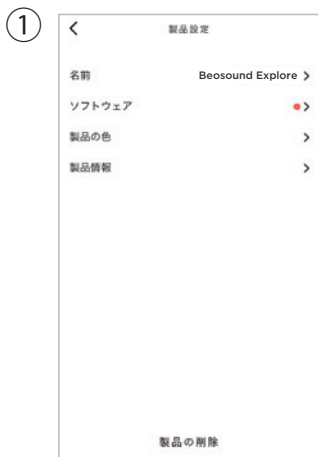 ①
製品設定
名前 Beosound Explore
ソフトウェア
製品の色
製品情報
製品の削除